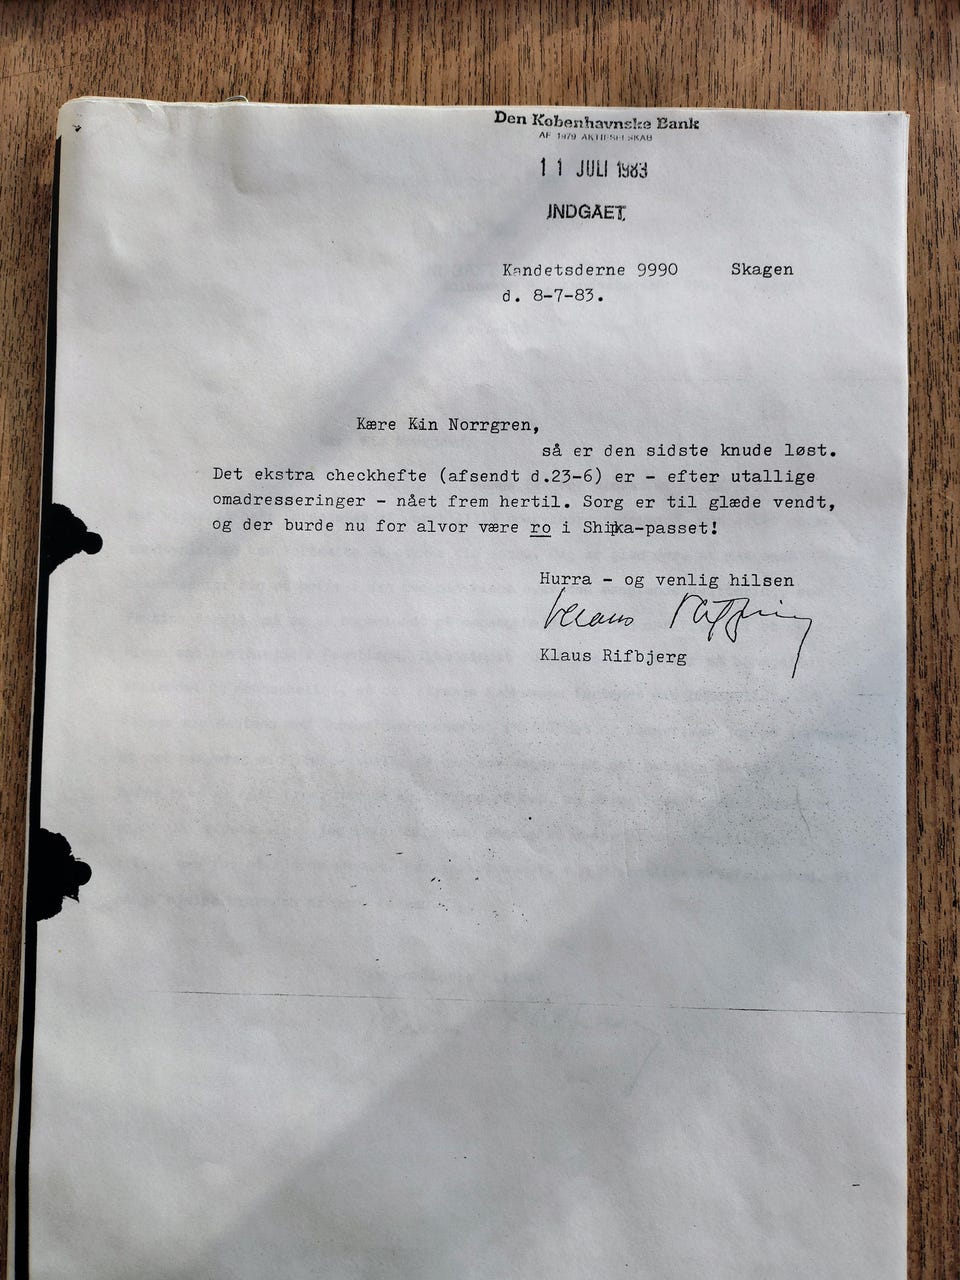 Den Københavnske Bank
AF 1979 AKTIESELSKAB
11 JULI 1983
INDGAET
Kandetsderne 9990 Skagen
d. 8-7-83.
Kære Kin Norrgren,
så er den sidste knude løst.
Det ekstra checkhefte (afsendt d.23-6) er - efter utallige
omadresseringer - nået frem hertil. Sorg er til glæde vendt,
og der burde nu for alvor være ro i Shipka-passet!
Hurra - og venlig hilsen
Klaus Rifbjerg
Klaus Rifbjerg